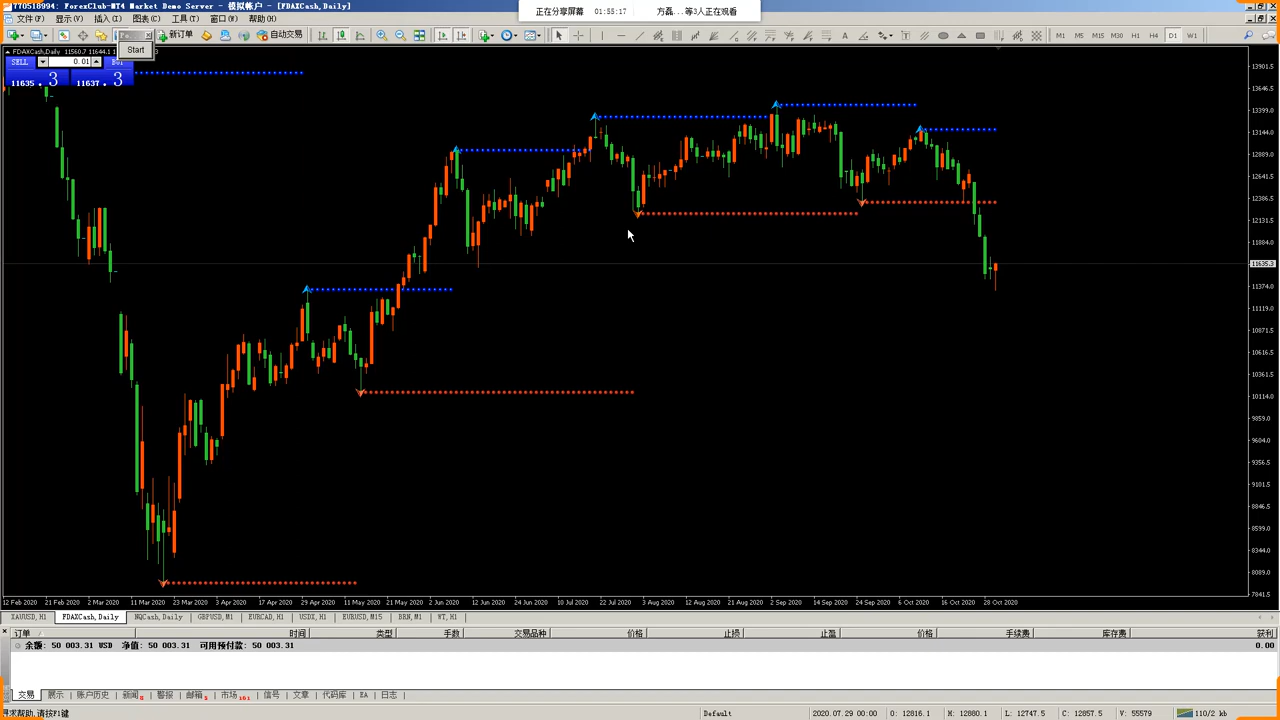 770518994: ForexClub-MT4 Market Demo Server - 模拟帐户 - [FDAXCash,Daily]
正在分享屏幕 01:55:17 方磊...等3人正在观看
文件(F) 显示(V) 插入(I) 图表(C) 工具(T) 窗口(W) 帮助(H)
新订单 自动交易 A T M1 M5 M15 M30 H1 H4 D1 W1
Start
FDAXCash,Daily 11560.7 11644.1
SELL 0.01 BUY
11635.3 11637.3
13901.5
13646.5
13399.0
13144.0
12889.0
12641.5
12386.5
12131.5
11884.0
11635.3
11374.0
11119.0
10871.5
10616.5
10361.5
10114.0
9859.0
9604.0
9356.5
9101.5
8846.5
8599.0
8344.0
8089.0
7841.5
12 Feb 2020 21 Feb 2020 2 Mar 2020 11 Mar 2020 23 Mar 2020 3 Apr 2020 17 Apr 2020 29 Apr 2020 11 May 2020 21 May 2020 2 Jun 2020 12 Jun 2020 24 Jun 2020 10 Jul 2020 22 Jul 2020 3 Aug 2020 12 Aug 2020 21 Aug 2020 2 Sep 2020 14 Sep 2020 24 Sep 2020 6 Oct 2020 16 Oct 2020 28 Oct 2020
XAUUSD,H1 FDAXCash,Daily NQCash,Daily GBPUSD,M1 EURCAD,H1 USDX,H1 EURUSD,M15 BRN,M1 WT,H1
订单 时间 类型 手数 交易品种 价格 止损 止盈 价格 手续费 库存费 获利
余额: 50 003.31 USD 净值: 50 003.31 可用预付款: 50 003.31 0.00
交易 展示 账户历史 新闻 警报 邮箱 市场 信号 文章 代码库 EA 日志
寻求帮助,请按F1键 Default 2020.07.29 00:00 O: 12816.1 H: 12880.1 L: 12747.5 C: 12857.5 V: 55579 110/2 kb